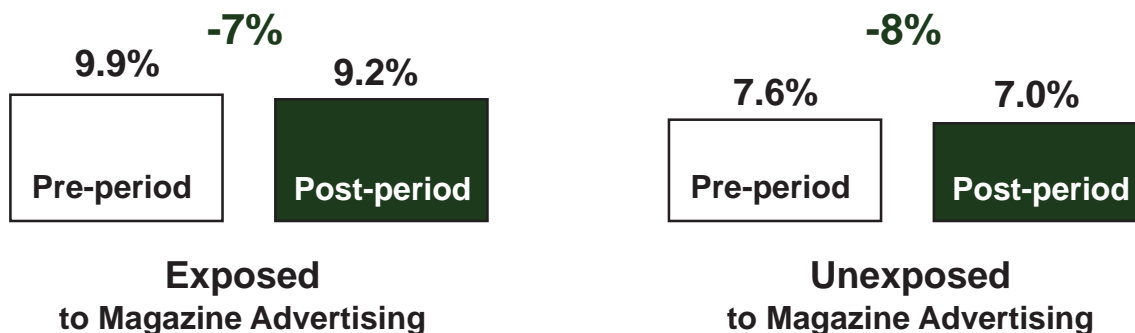 -7%
9.9%
9.2%
Pre-period
Post-period
Exposed
to Magazine Advertising
-8%
7.6%
7.0%
Pre-period
Post-period
Unexposed
to Magazine Advertising